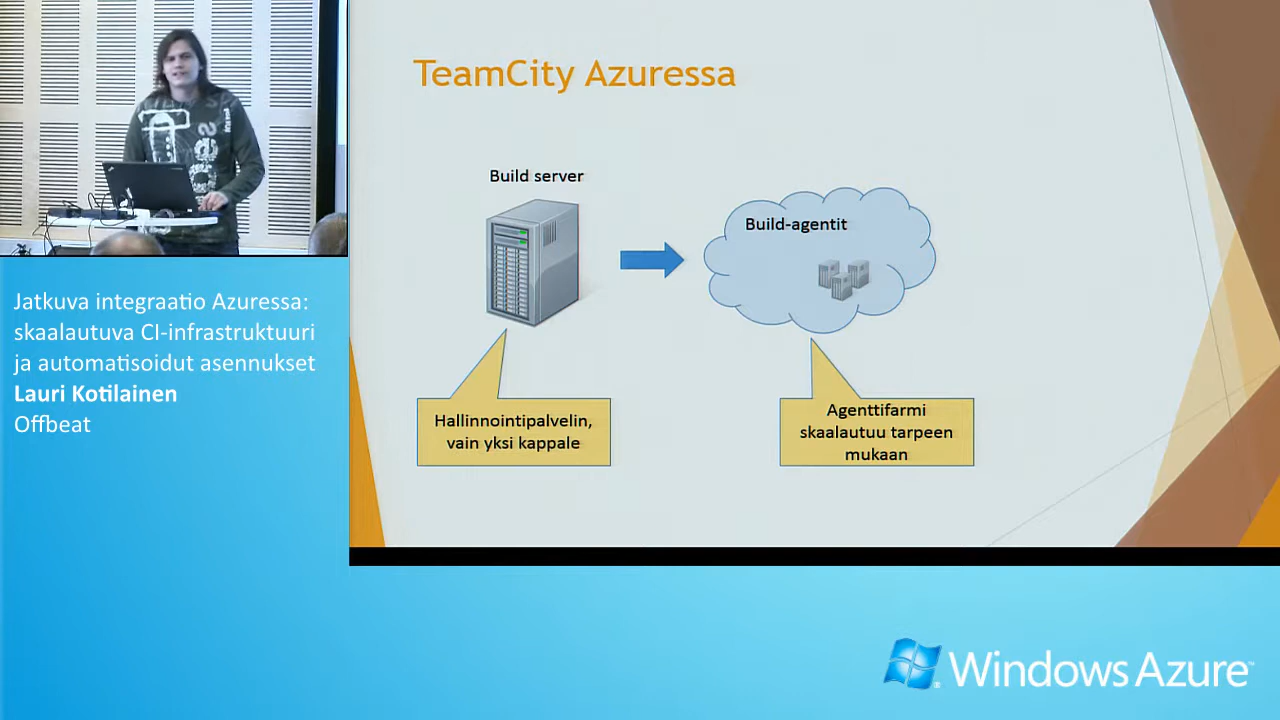 TeamCity Azuressa
Build server
Build-agentit
Hallinnointipalvelin,
vain yksi kappale
Agenttifarmi
skaalautuu tarpeen
mukaan
Jatkuva integraatio Azuressa:
skaalautuva CI-infrastruktuuri
ja automatisoidut asennukset
Lauri Kotilainen
Offbeat
Windows Azure™